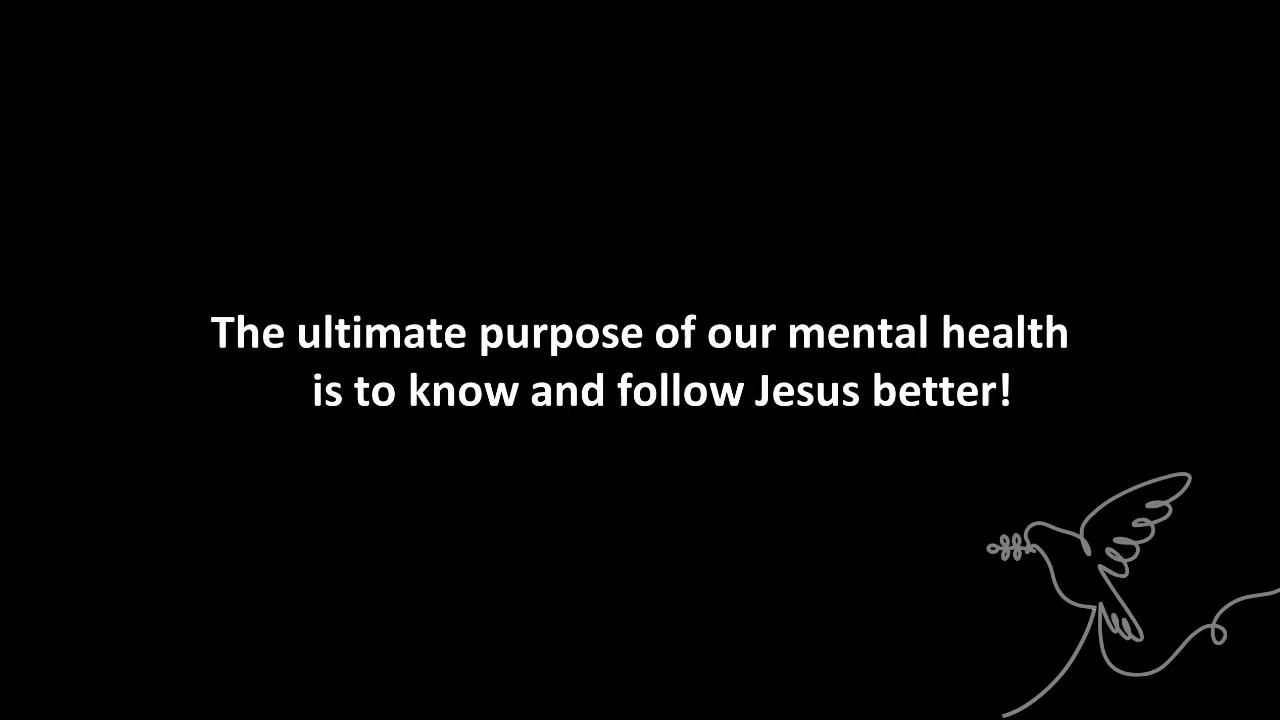 The ultimate purpose of our mental health
is to know and follow Jesus better!